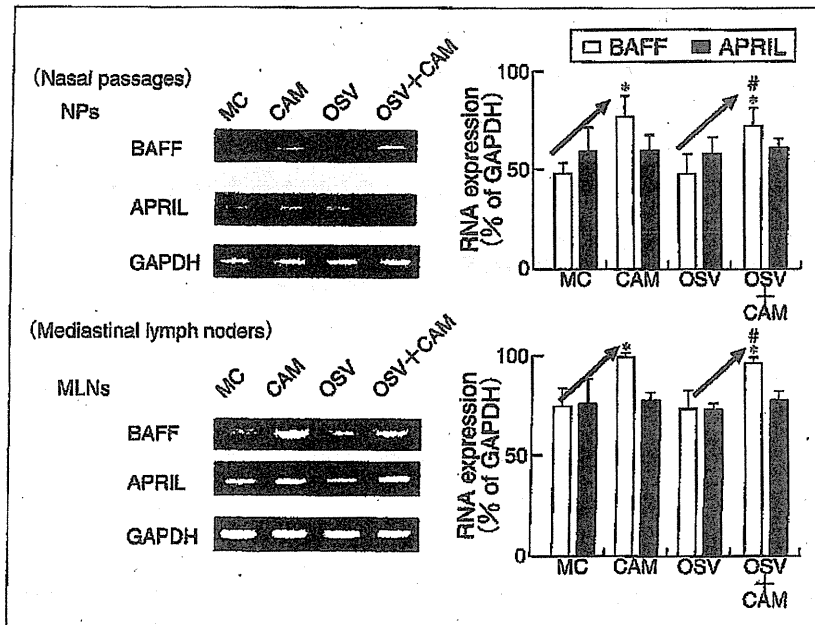 (Nasal passages)
NPs
MC CAM OSV OSV+CAM
BAFF
APRIL
GAPDH
BAFF APRIL
RNA expression
(% of GAPDH)
100
50
0
* # *
MC CAM OSV OSV
+
CAM
(Mediastinal lymph noders)
MLNs
MC CAM OSV OSV+CAM
BAFF
APRIL
GAPDH
RNA expression
(% of GAPDH)
100
50
0
* # *
MC CAM OSV OSV
+
CAM